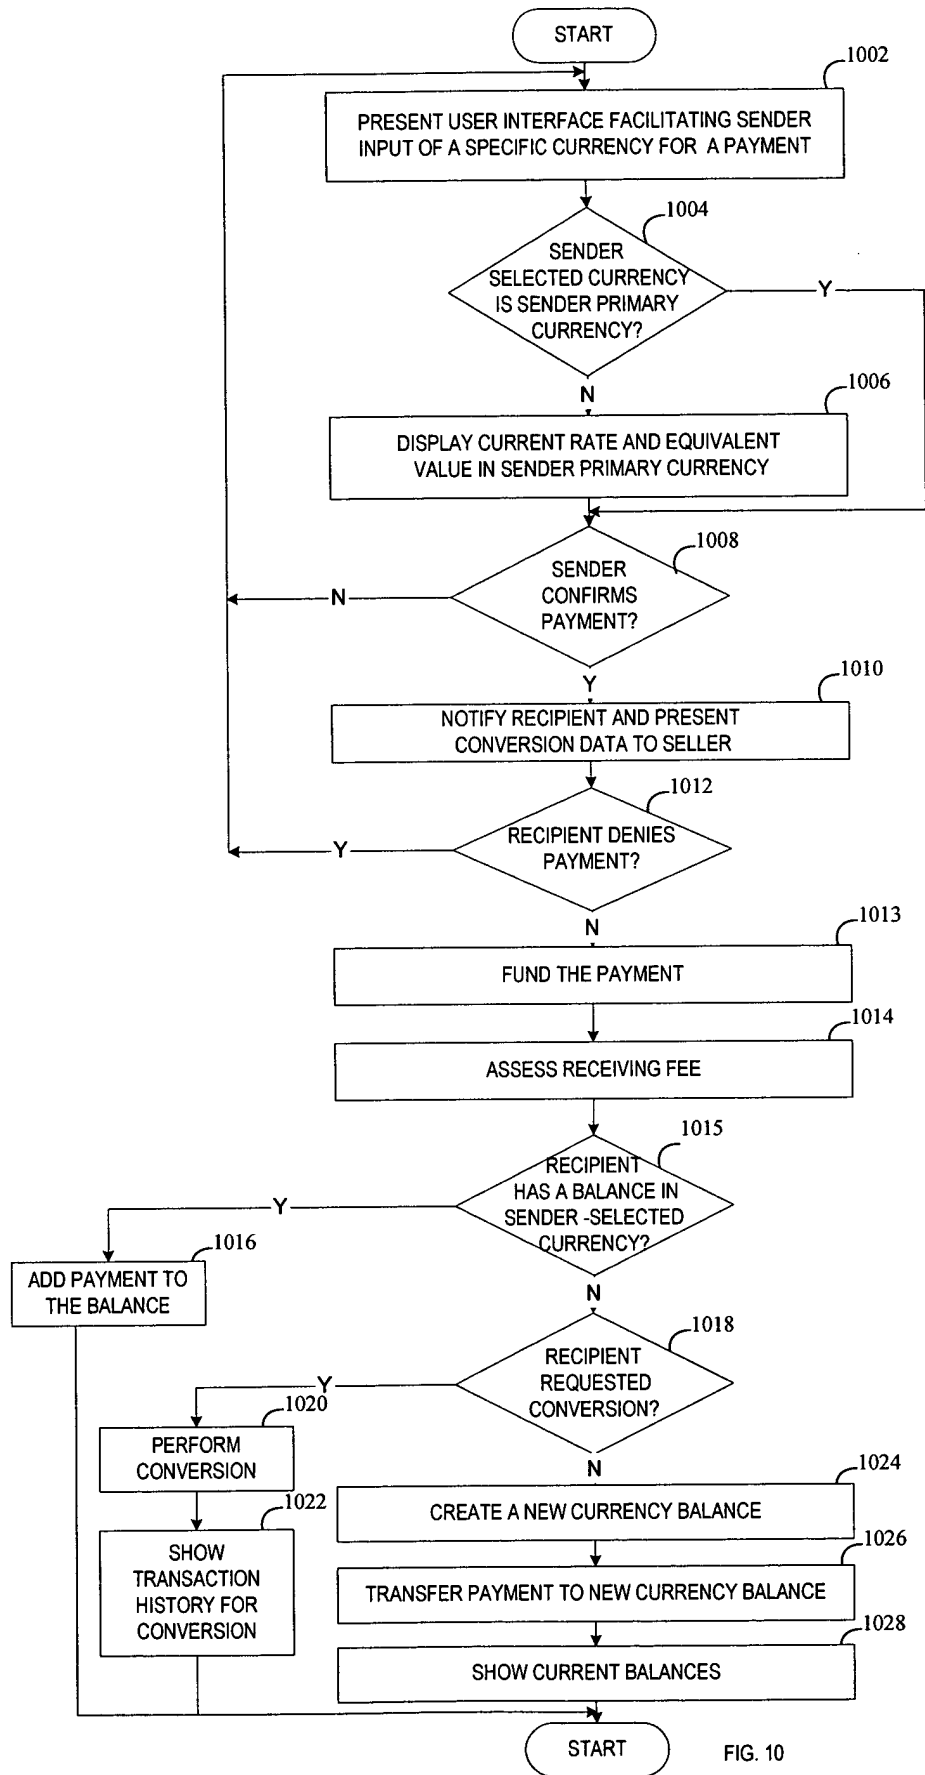 START
1002
PRESENT USER INTERFACE FACILITATING SENDER
INPUT OF A SPECIFIC CURRENCY FOR A PAYMENT
1004
SENDER
SELECTED CURRENCY
IS SENDER PRIMARY
CURRENCY?
Y
N
1006
DISPLAY CURRENT RATE AND EQUIVALENT
VALUE IN SENDER PRIMARY CURRENCY
1008
SENDER
CONFIRMS
PAYMENT?
N
Y
1010
NOTIFY RECIPIENT AND PRESENT
CONVERSION DATA TO SELLER
1012
RECIPIENT DENIES
PAYMENT?
Y
N
1013
FUND THE PAYMENT
1014
ASSESS RECEIVING FEE
1015
RECIPIENT
HAS A BALANCE IN
SENDER -SELECTED
CURRENCY?
Y
1016
ADD PAYMENT TO
THE BALANCE
N
1018
RECIPIENT
REQUESTED
CONVERSION?
Y
1020
PERFORM
CONVERSION
N
1024
CREATE A NEW CURRENCY BALANCE
1022
SHOW
TRANSACTION
HISTORY FOR
CONVERSION
1026
TRANSFER PAYMENT TO NEW CURRENCY BALANCE
1028
SHOW CURRENT BALANCES
START
FIG. 10